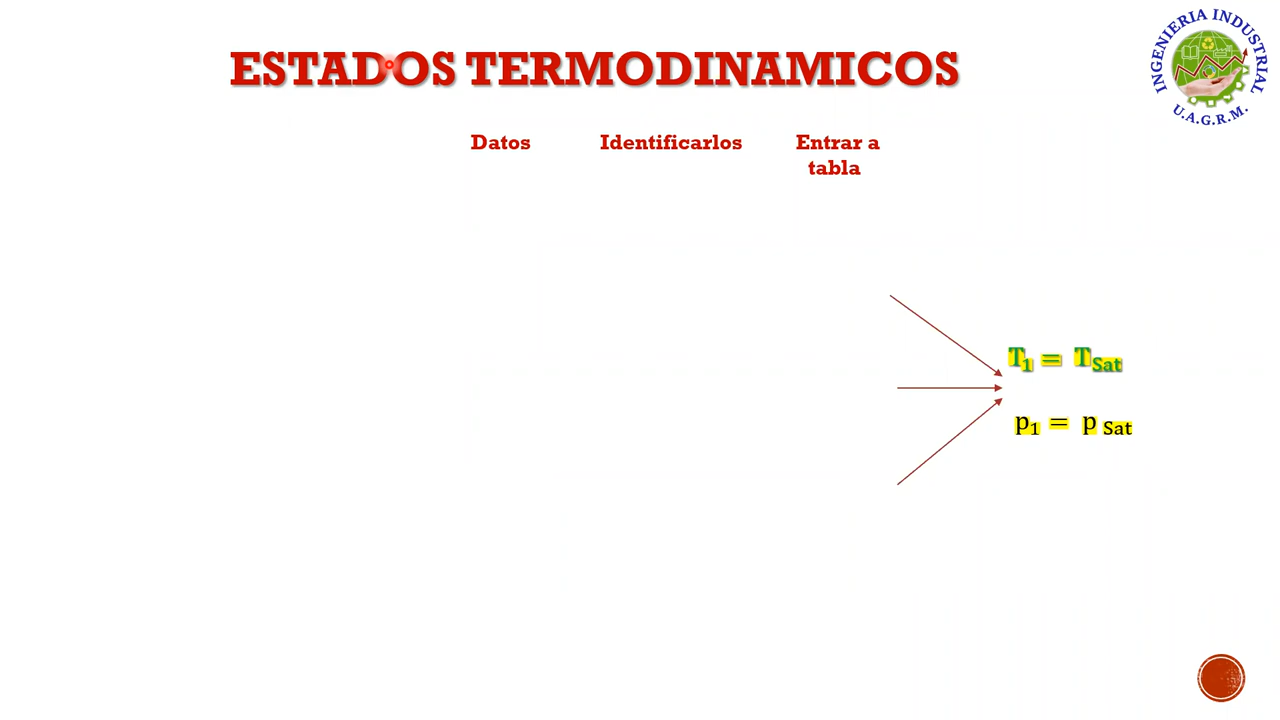 ESTADOS TERMODINAMICOS
INGENIERIA INDUSTRIAL
U.A.G.R.M.
Datos Identificarlos Entrar a
tabla
T₁ = T Sat
p₁ = p Sat